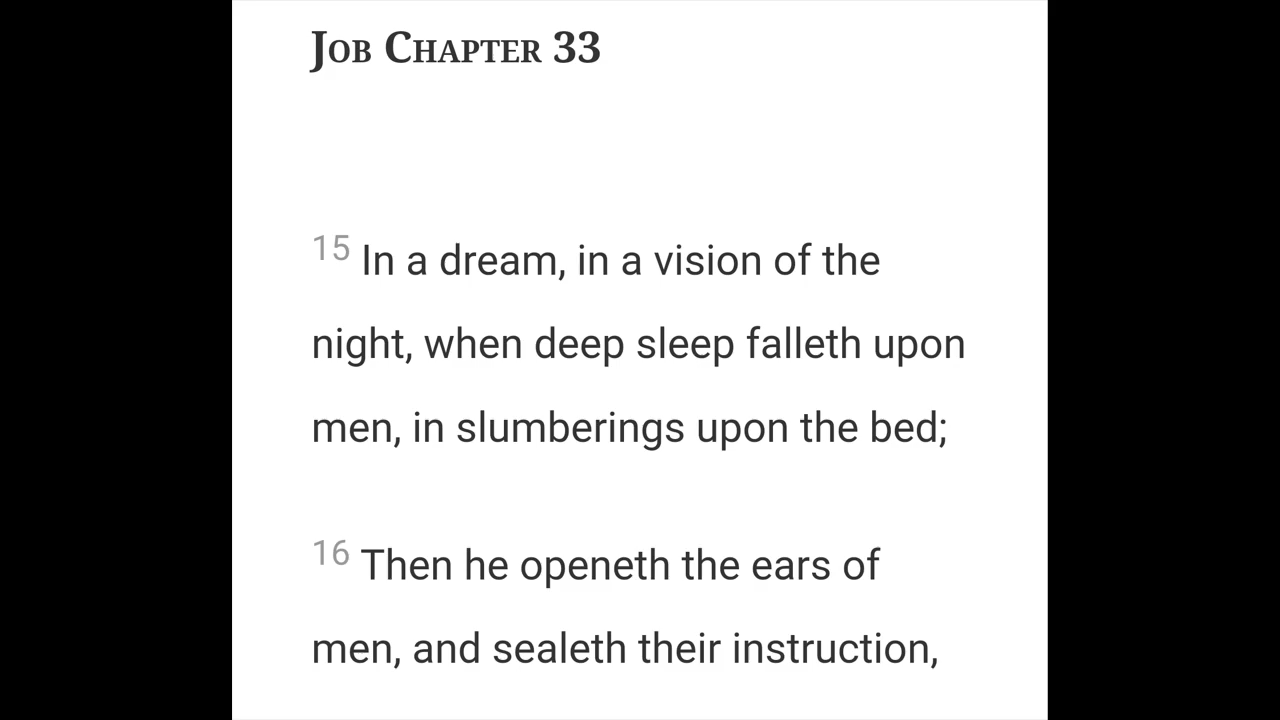 Job Chapter 33
15 In a dream, in a vision of the
night, when deep sleep falleth upon
men, in slumberings upon the bed;
16 Then he openeth the ears of
men, and sealeth their instruction,